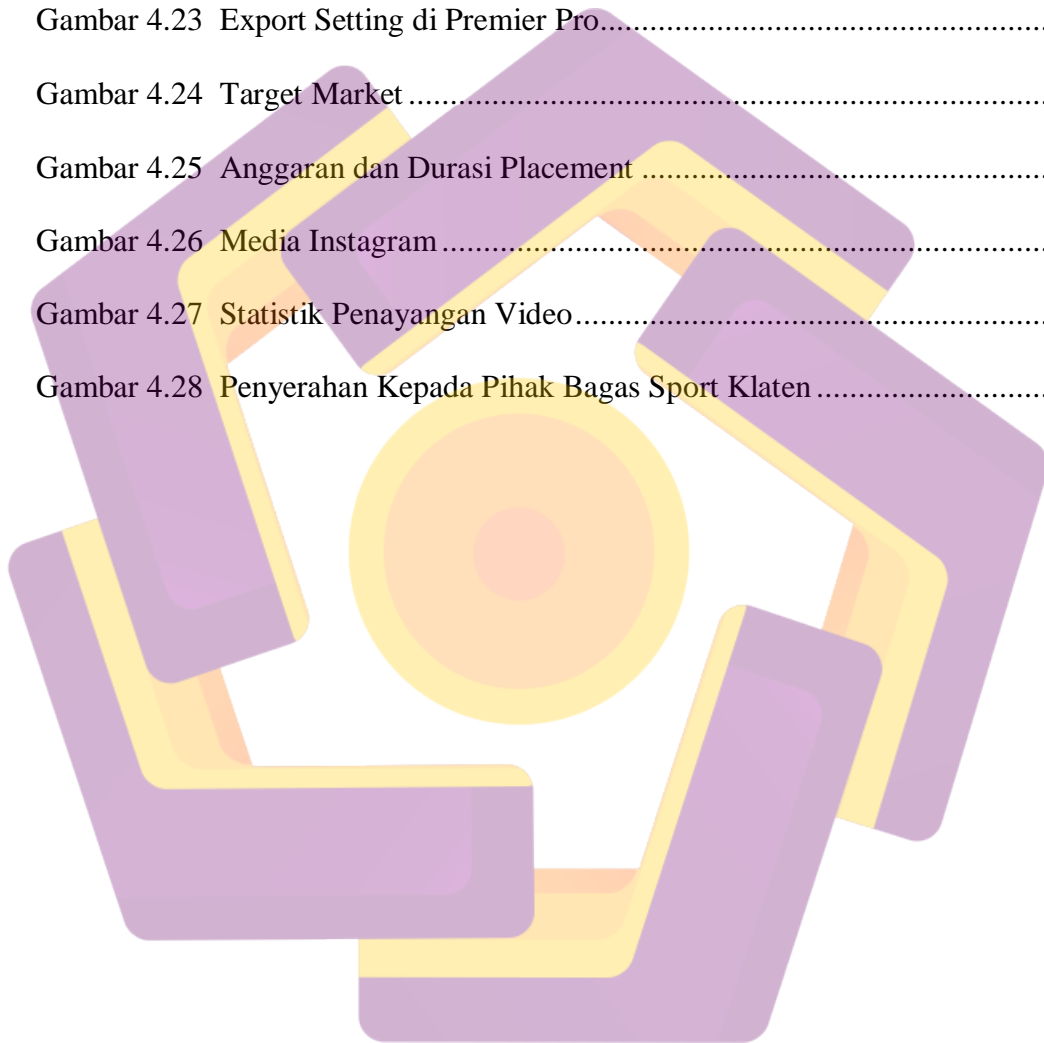 Gambar 4.23 Export Setting di Premier Pro............................................................
Gambar 4.24 Target Market ............................................................
Gambar 4.25 Anggaran dan Durasi Placement ............................................................
Gambar 4.26 Media Instagram ............................................................
Gambar 4.27 Statistik Penayangan Video............................................................
Gambar 4.28 Penyerahan Kepada Pihak Bagas Sport Klaten ..............................